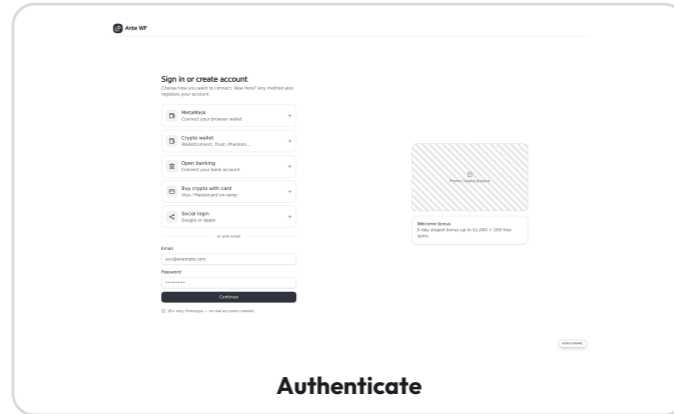 Ante WF
Sign in or create account
Choose how you want to connect. New here? Any method also
registers your account.
MetaMask
Connect your browser wallet
Crypto wallet
WalletConnect, Trust, Phantom...
Open banking
Connect your bank account
Buy crypto with card
Visa / Mastercard on-ramp
Social login
Google or Apple
or with email
Email
you@example.com
Password
••••••••
Continue
18+ only. Prototype — no real accounts created.
Promo / brand artwork
Welcome bonus
5-day staged bonus up to $1,000 + 200 free
spins.
Authenticate